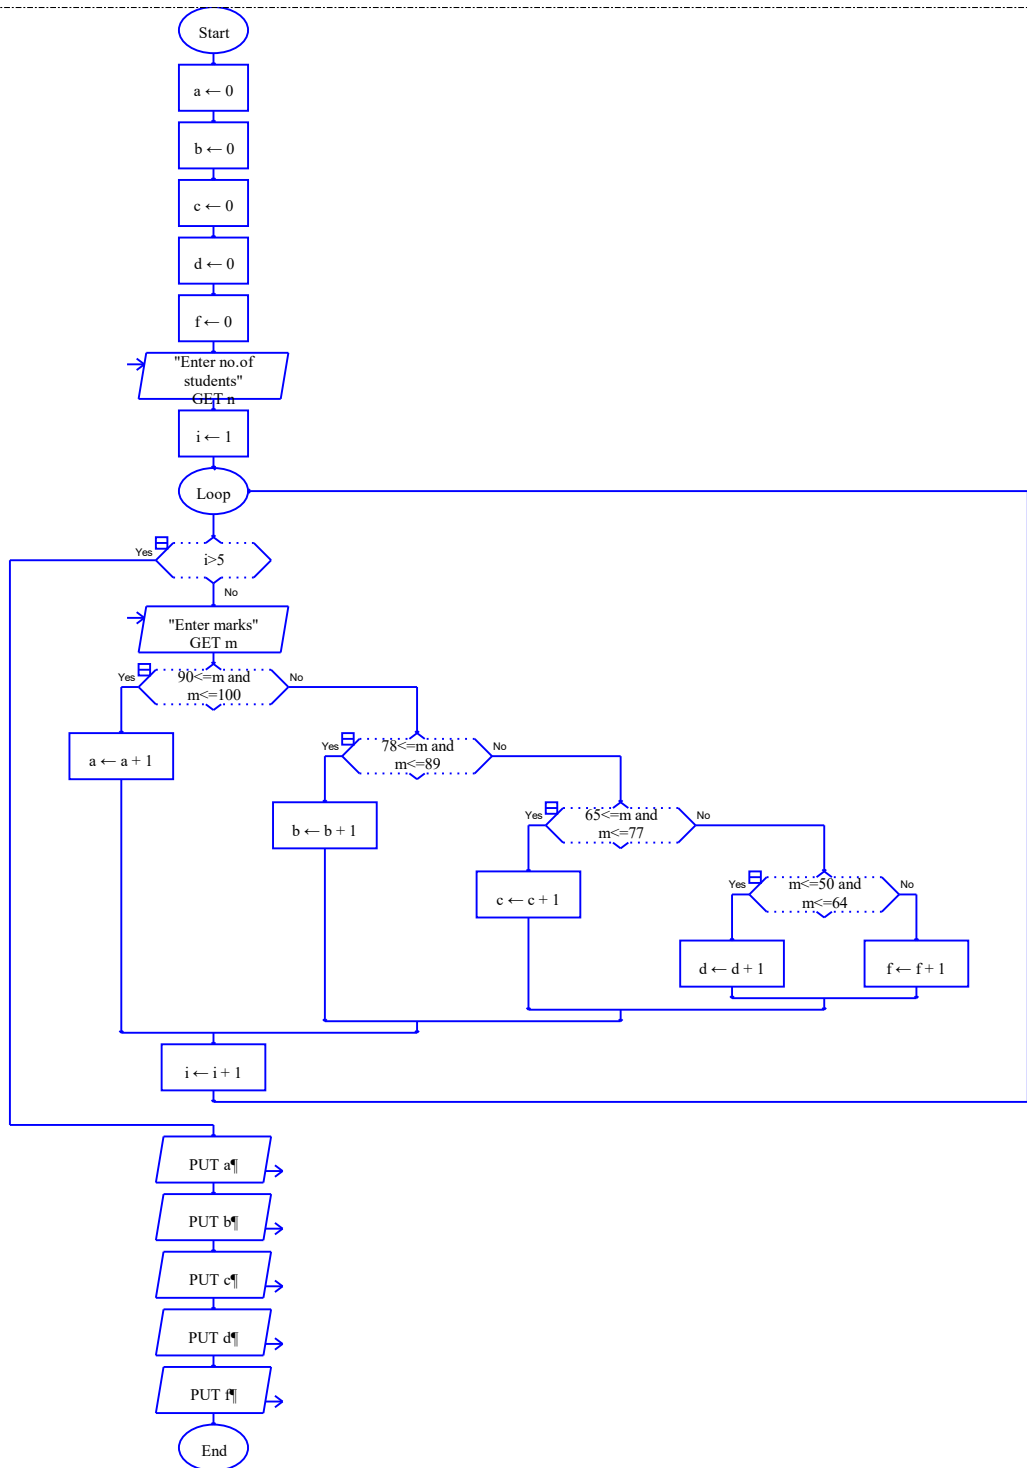 Start
a ← 0
b ← 0
c ← 0
d ← 0
f ← 0
"Enter no.of
students"
GET n
i ← 1
Loop
Yes
i>5
No
"Enter marks"
GET m
Yes
90<=m and
m<=100
No
a ← a + 1
Yes
78<=m and
m<=89
No
b ← b + 1
Yes
65<=m and
m<=77
No
c ← c + 1
Yes
m<=50 and
m<=64
No
d ← d + 1
f ← f + 1
i ← i + 1
PUT a¶
PUT b¶
PUT c¶
PUT d¶
PUT f¶
End